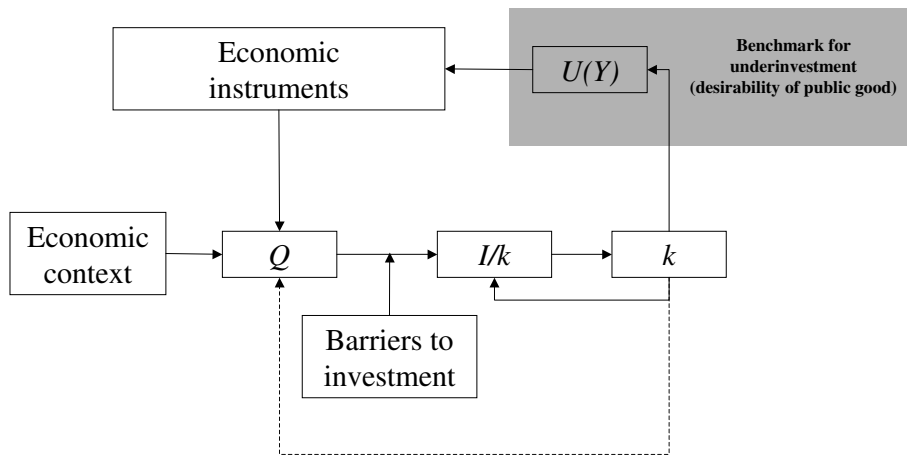 Economic
instruments
U(Y)
Benchmark for
underinvestment
(desirability of public good)
Economic
context
Q
I/k
k
Barriers to
investment